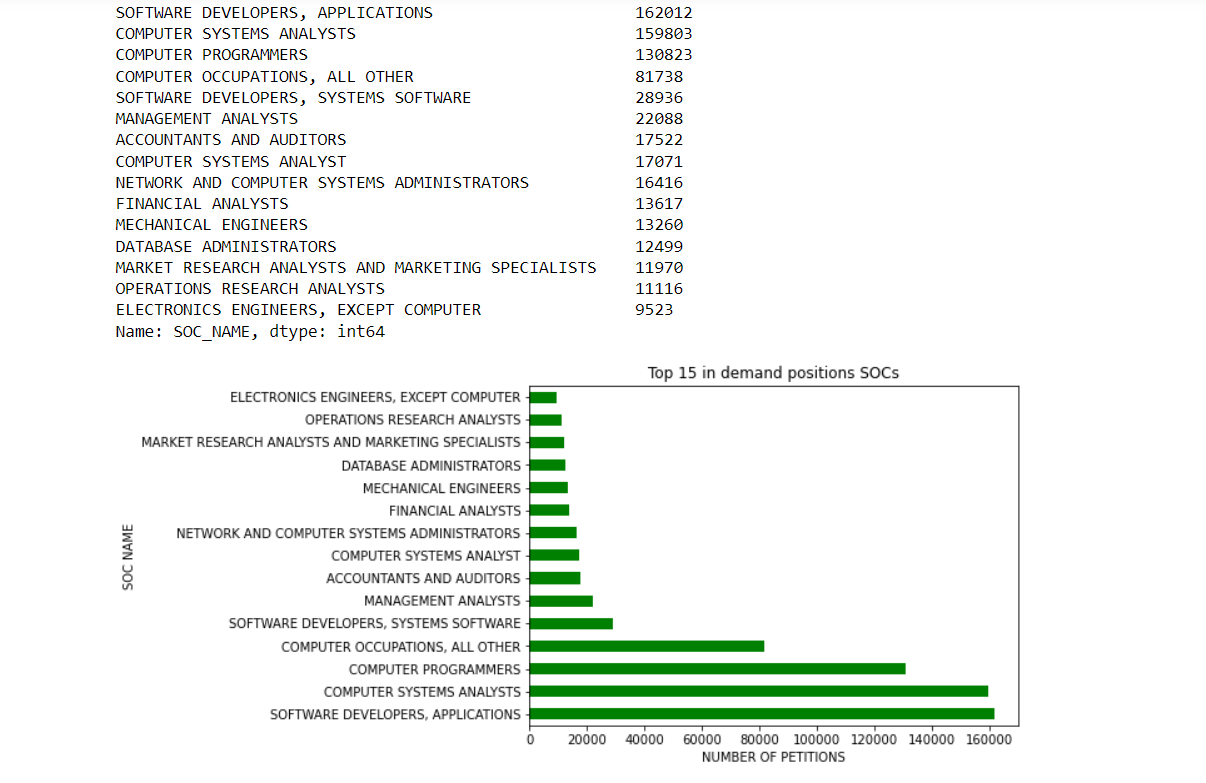 SOFTWARE DEVELOPERS, APPLICATIONS 162012
COMPUTER SYSTEMS ANALYSTS 159803
COMPUTER PROGRAMMERS 130823
COMPUTER OCCUPATIONS, ALL OTHER 81738
SOFTWARE DEVELOPERS, SYSTEMS SOFTWARE 28936
MANAGEMENT ANALYSTS 22088
ACCOUNTANTS AND AUDITORS 17522
COMPUTER SYSTEMS ANALYST 17071
NETWORK AND COMPUTER SYSTEMS ADMINISTRATORS 16416
FINANCIAL ANALYSTS 13617
MECHANICAL ENGINEERS 13260
DATABASE ADMINISTRATORS 12499
MARKET RESEARCH ANALYSTS AND MARKETING SPECIALISTS 11970
OPERATIONS RESEARCH ANALYSTS 11116
ELECTRONICS ENGINEERS, EXCEPT COMPUTER 9523
Name: SOC_NAME, dtype: int64
Top 15 in demand positions SOCs
SOC NAME
ELECTRONICS ENGINEERS, EXCEPT COMPUTER
OPERATIONS RESEARCH ANALYSTS
MARKET RESEARCH ANALYSTS AND MARKETING SPECIALISTS
DATABASE ADMINISTRATORS
MECHANICAL ENGINEERS
FINANCIAL ANALYSTS
NETWORK AND COMPUTER SYSTEMS ADMINISTRATORS
COMPUTER SYSTEMS ANALYST
ACCOUNTANTS AND AUDITORS
MANAGEMENT ANALYSTS
SOFTWARE DEVELOPERS, SYSTEMS SOFTWARE
COMPUTER OCCUPATIONS, ALL OTHER
COMPUTER PROGRAMMERS
COMPUTER SYSTEMS ANALYSTS
SOFTWARE DEVELOPERS, APPLICATIONS
0 20000 40000 60000 80000 100000 120000 140000 160000
NUMBER OF PETITIONS